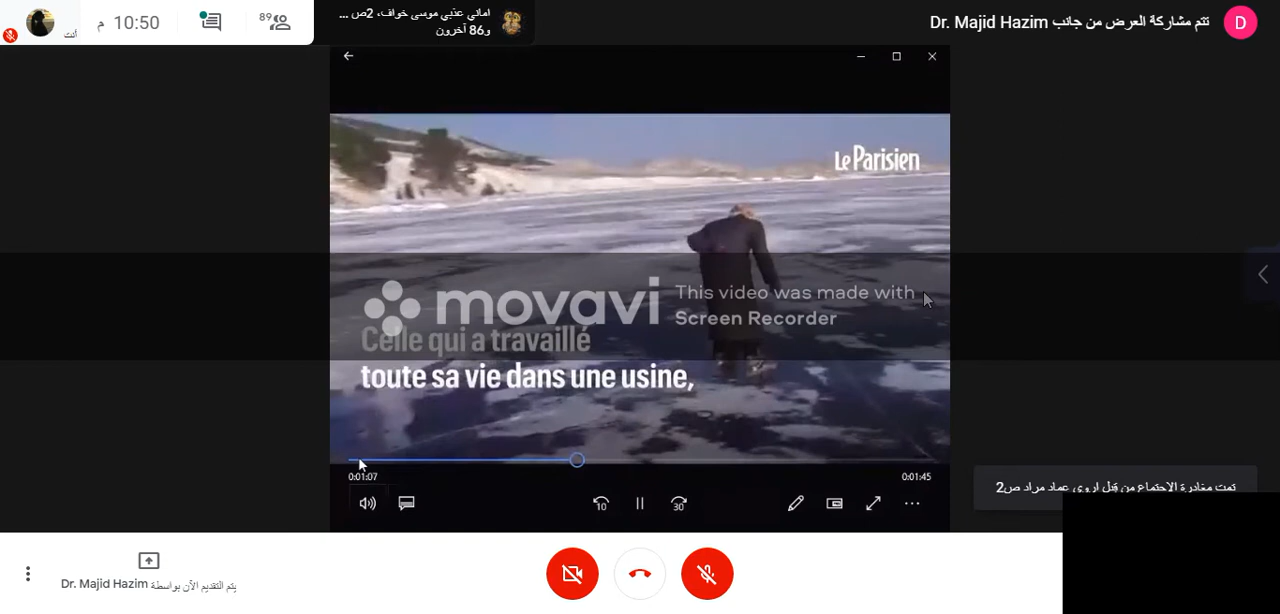 أنت
10:50 م
89
اماني عذبي موسى خواف، 2ص ...
و86 آخرون
تتم مشاركة العرض من جانب Dr. Majid Hazim
D
Le Parisien
movavi
This video was made with
Screen Recorder
Celle qui a travaillé
toute sa vie dans une usine,
0:01:07
0:01:45
10
30
تمت مغادرة الاجتماع من قبل اروى عماد مراد ص2
يتم التقديم الآن بواسطة Dr. Majid Hazim